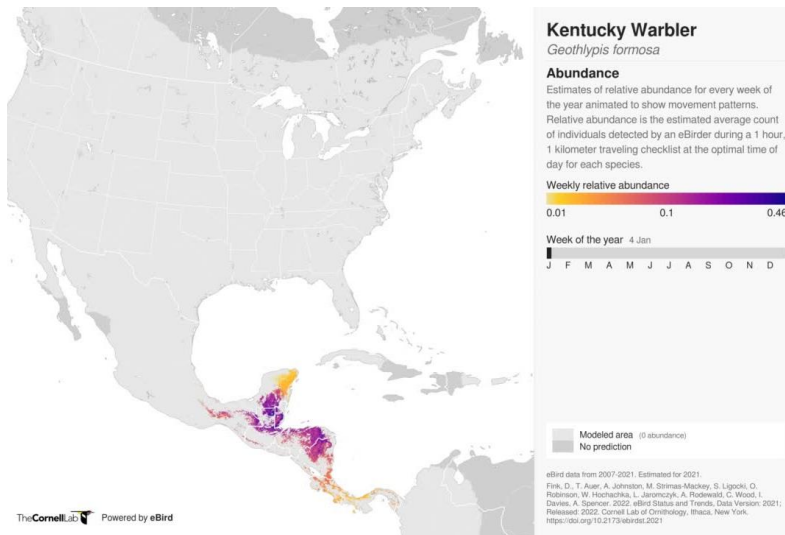 Kentucky Warbler
Geothlypis formosa
Abundance
Estimates of relative abundance for every week of
the year animated to show movement patterns.
Relative abundance is the estimated average count
of individuals detected by an eBirder during a 1 hour,
1 kilometer traveling checklist at the optimal time of
day for each species.
Weekly relative abundance
0.01 0.1 0.46
Week of the year 4 Jan
J F M A M J J A S O N D
Modeled area (0 abundance)
No prediction
eBird data from 2007-2021. Estimated for 2021.
Fink, D., T. Auer, A. Johnston, M. Strimas-Mackey, S. Ligocki, O.
Robinson, W. Hochachka, L. Jaromczyk, A. Rodewald, C. Wood, I.
Davies, A. Spencer. 2022. eBird Status and Trends, Data Version: 2021;
Released: 2022. Cornell Lab of Ornithology, Ithaca, New York.
https://doi.org/10.2173/ebirdst.2021
TheCornellLab Powered by eBird